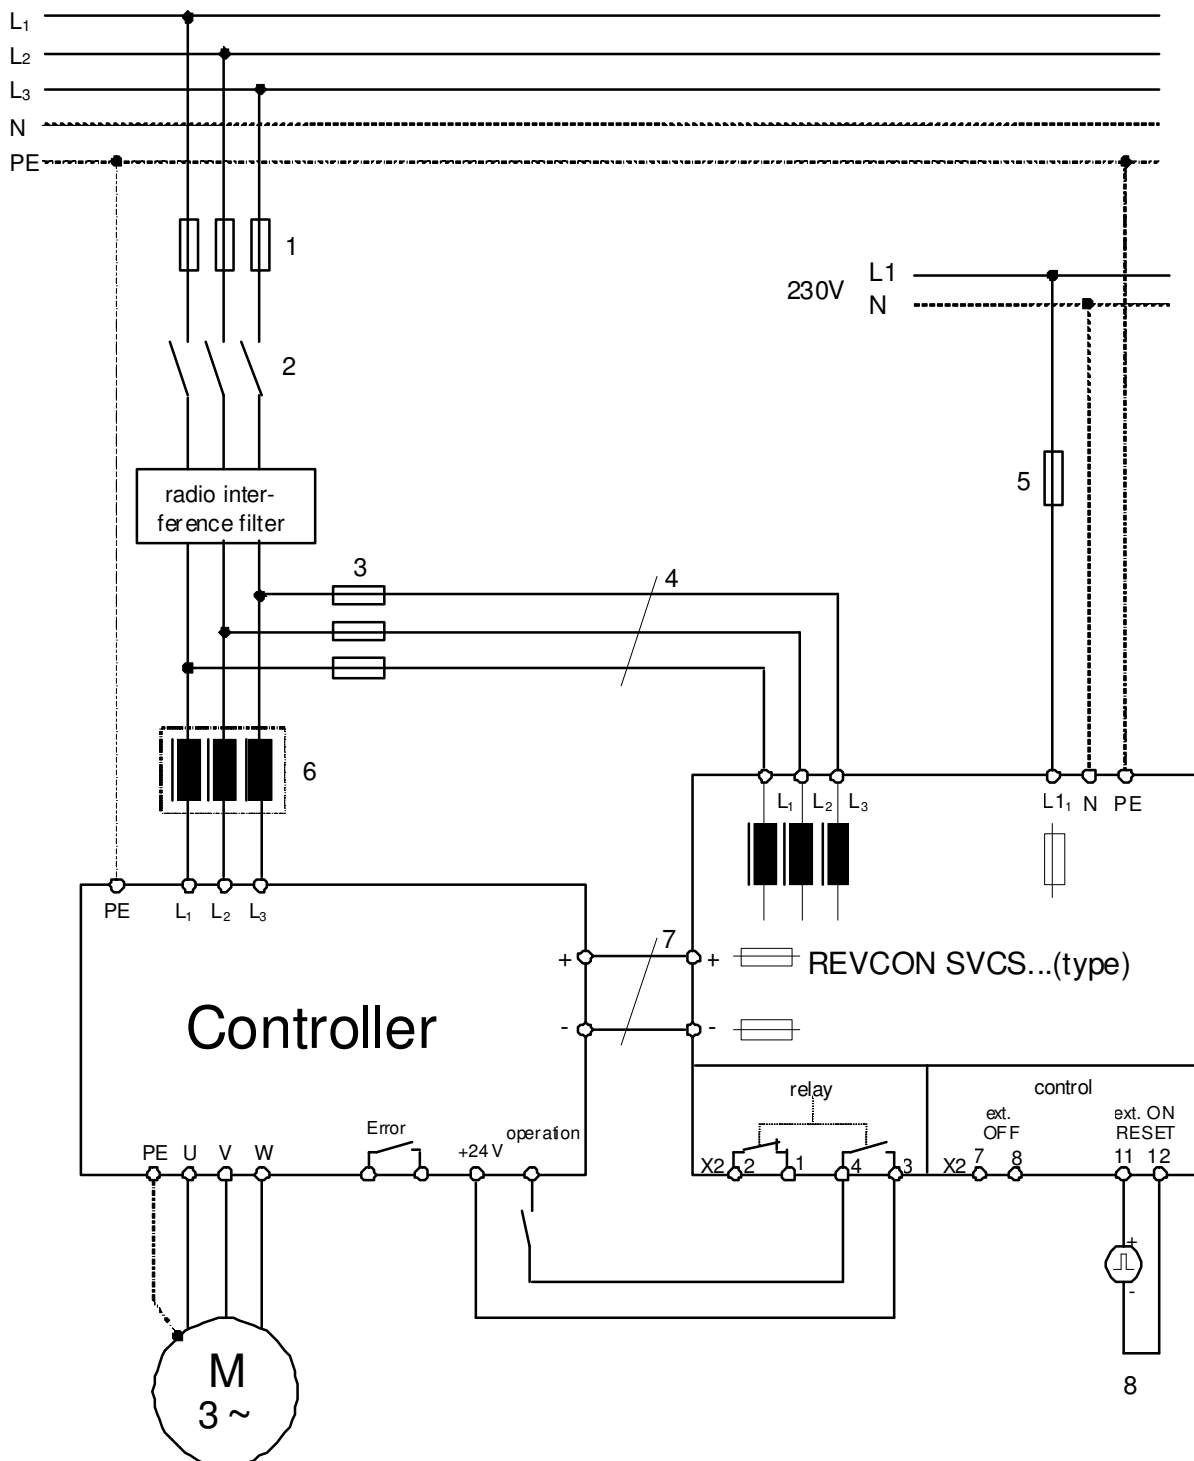 L1
L2
L3
N
PE
1
L1
230V
N
2
5
radio inter-
ference filter
3
4
6
L1 L2 L3
L11 N PE
PE L1 L2 L3
7
+ +
REVCON SVCS...(type)
Controller
- -
relay
control
ext.
OFF
ext. ON
RESET
Error
operation
+24 V
PE U V W
X2 2 1 4 3
X2 7 8 11 12
+
-
M
3 ~
8